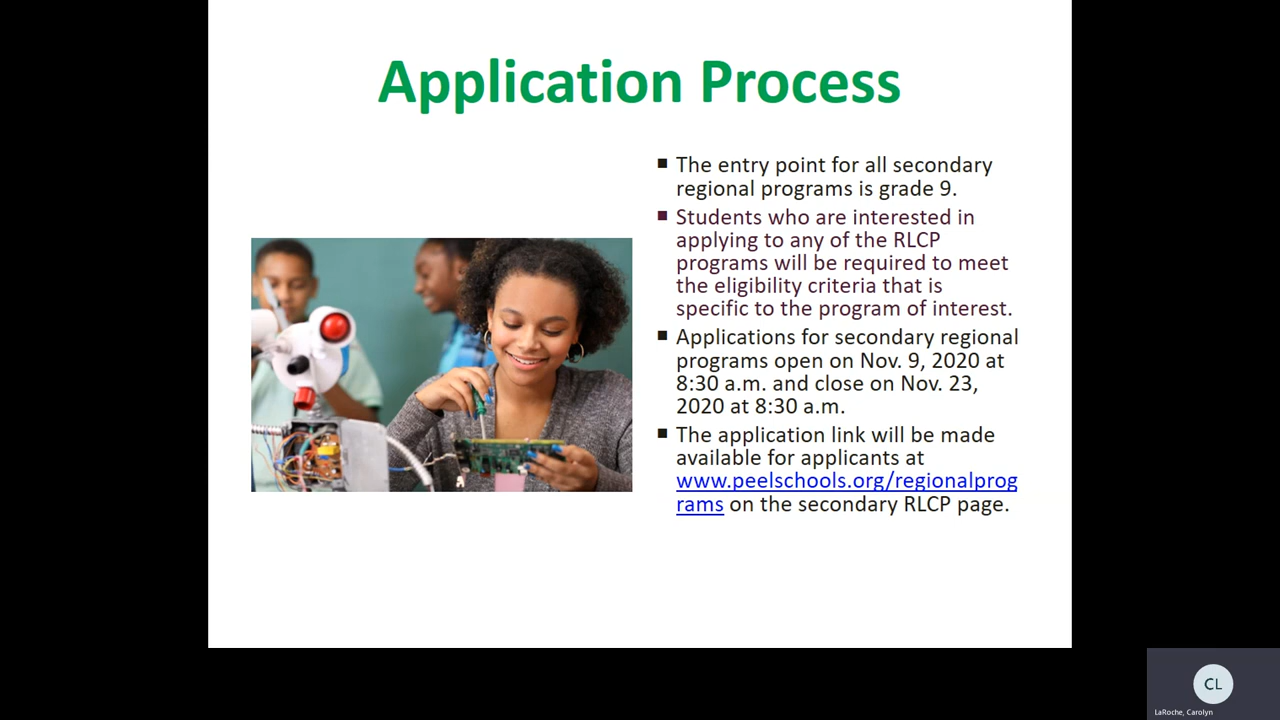 Application Process
▪ The entry point for all secondary
regional programs is grade 9.
▪ Students who are interested in
applying to any of the RLCP
programs will be required to meet
the eligibility criteria that is
specific to the program of interest.
▪ Applications for secondary regional
programs open on Nov. 9, 2020 at
8:30 a.m. and close on Nov. 23,
2020 at 8:30 a.m.
▪ The application link will be made
available for applicants at
www.peelschools.org/regionalprog
rams on the secondary RLCP page.
CL
LaRoche, Carolyn